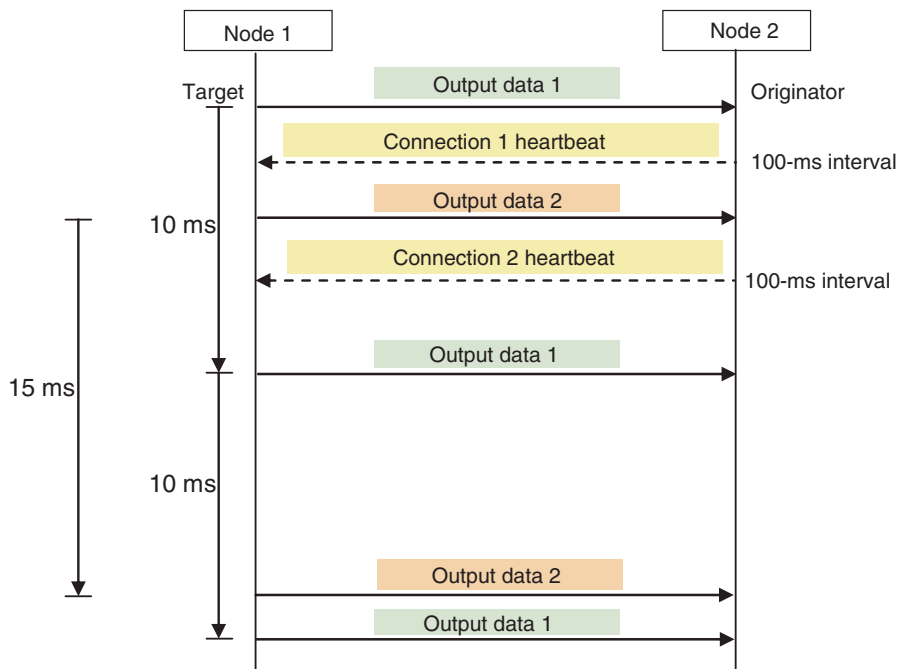 Node 1
Node 2
Target
Output data 1
Originator
Connection 1 heartbeat
100-ms interval
10 ms
Output data 2
Connection 2 heartbeat
100-ms interval
Output data 1
15 ms
10 ms
Output data 2
Output data 1